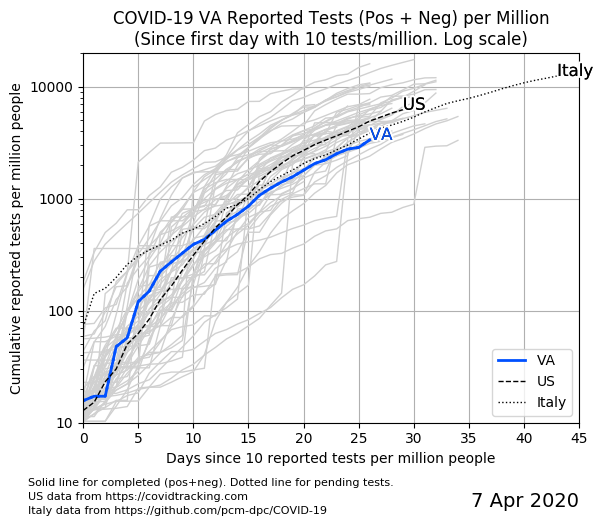 COVID-19 VA Reported Tests (Pos + Neg) per Million
(Since first day with 10 tests/million. Log scale)
Cumulative reported tests per million people
10000
1000
100
10
Italy
US
VA
VA
US
Italy
0 5 10 15 20 25 30 35 40 45
Days since 10 reported tests per million people
Solid line for completed (pos+neg). Dotted line for pending tests.
US data from https://covidtracking.com
Italy data from https://github.com/pcm-dpc/COVID-19
7 Apr 2020